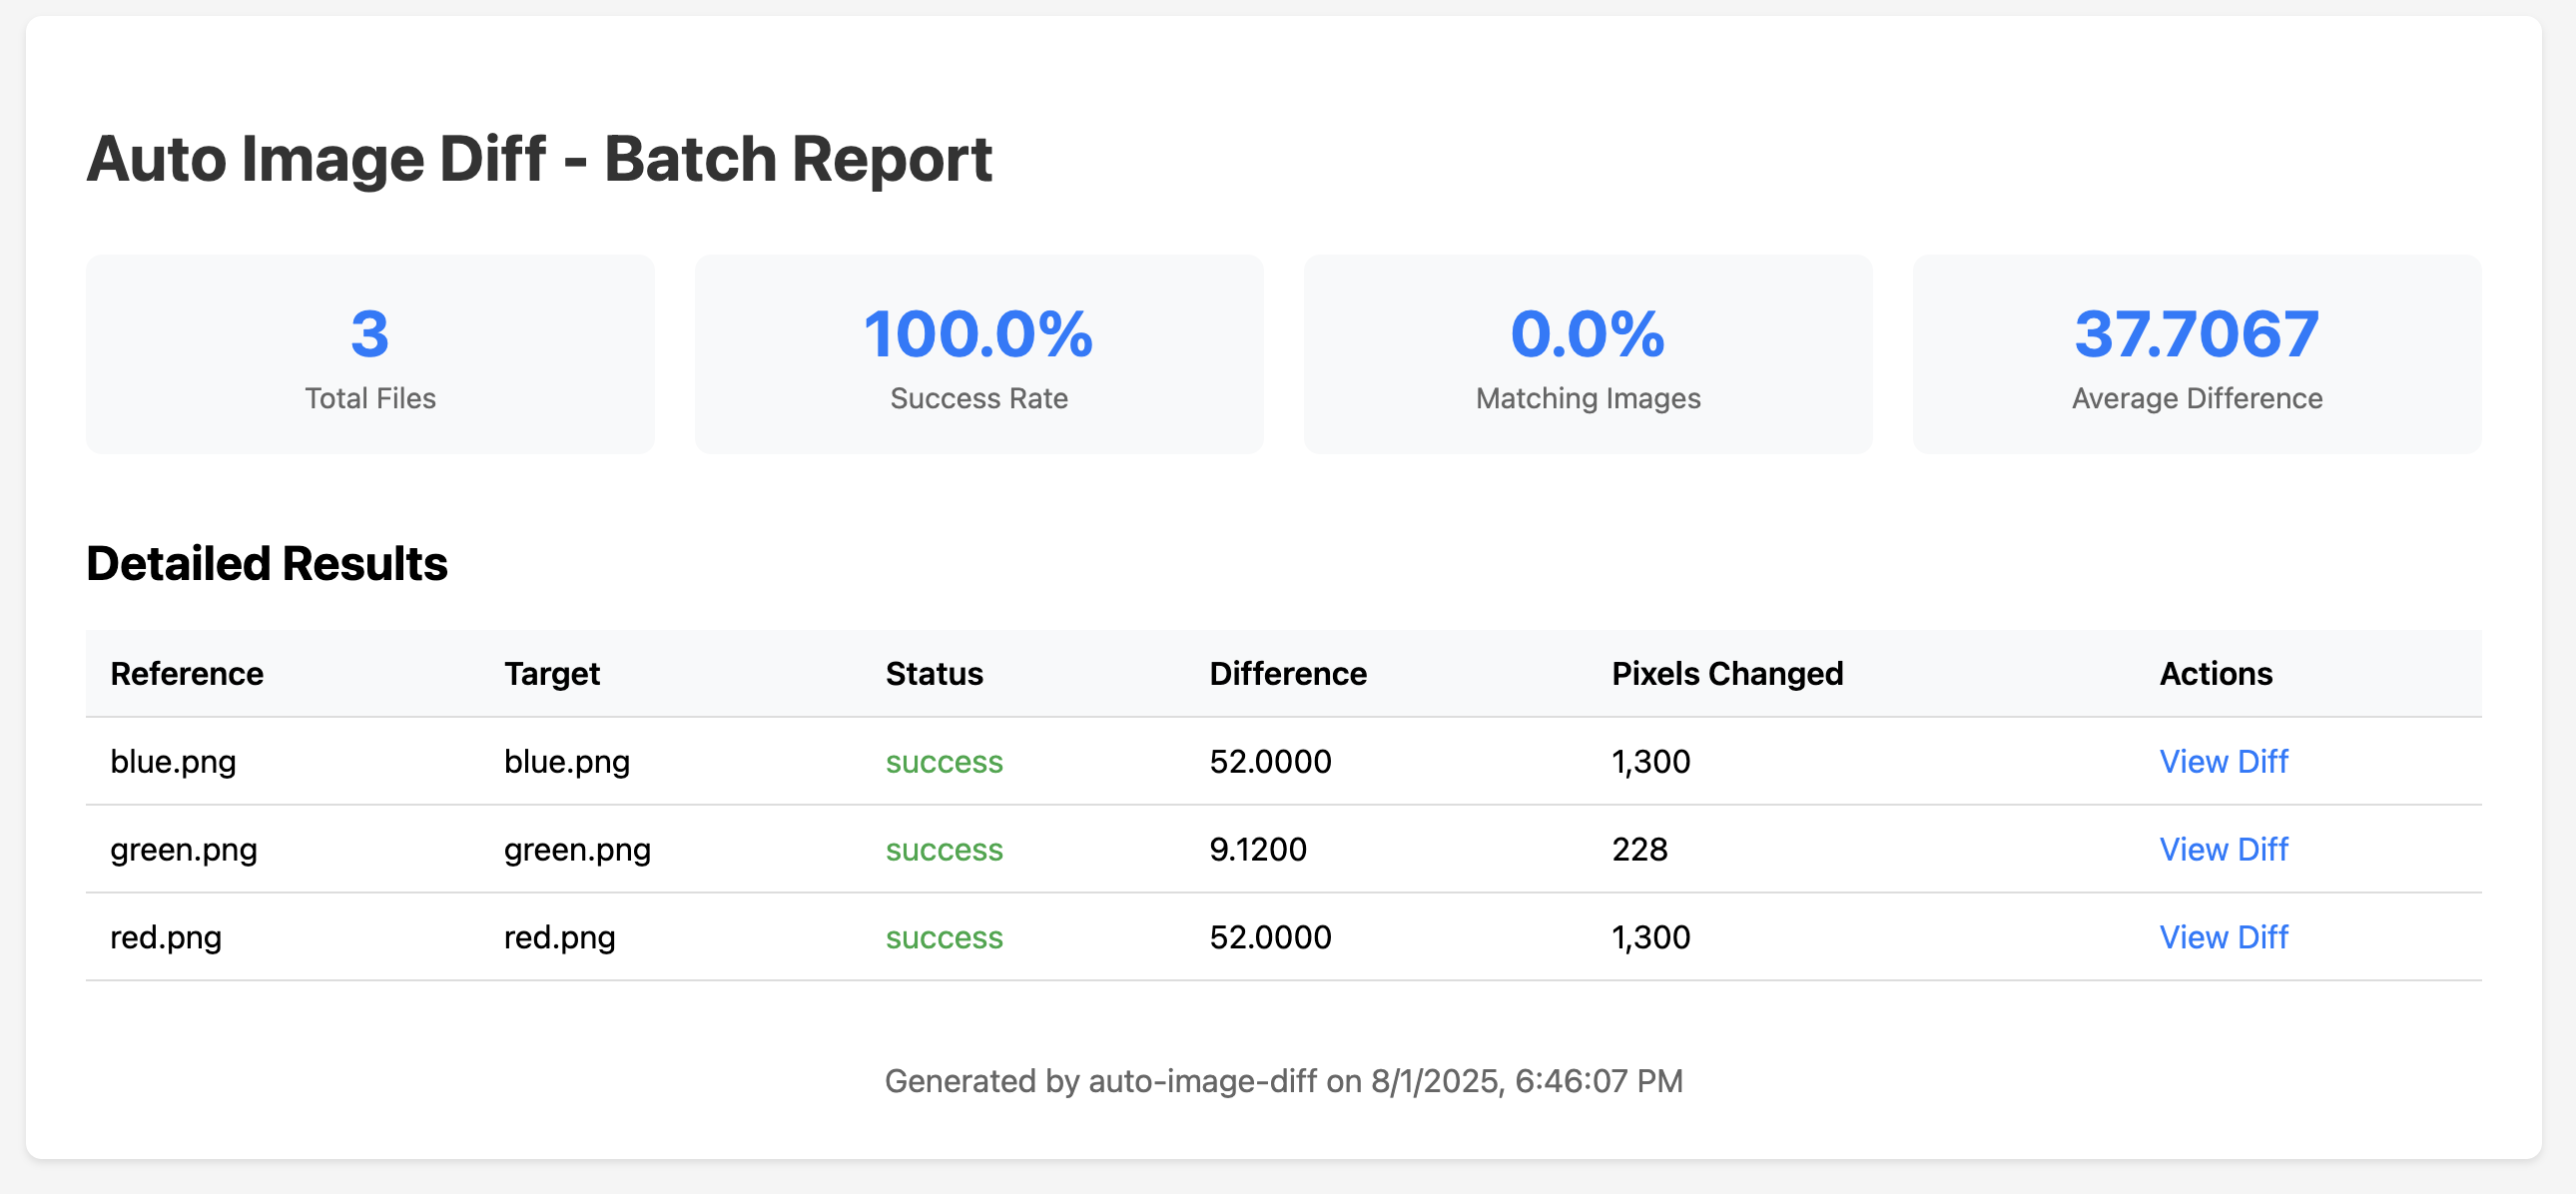 Auto Image Diff - Batch Report
3
Total Files
100.0%
Success Rate
0.0%
Matching Images
37.7067
Average Difference
Detailed Results
Reference Target Status Difference Pixels Changed Actions
blue.png blue.png success 52.0000 1,300 View Diff
green.png green.png success 9.1200 228 View Diff
red.png red.png success 52.0000 1,300 View Diff
Generated by auto-image-diff on 8/1/2025, 6:46:07 PM